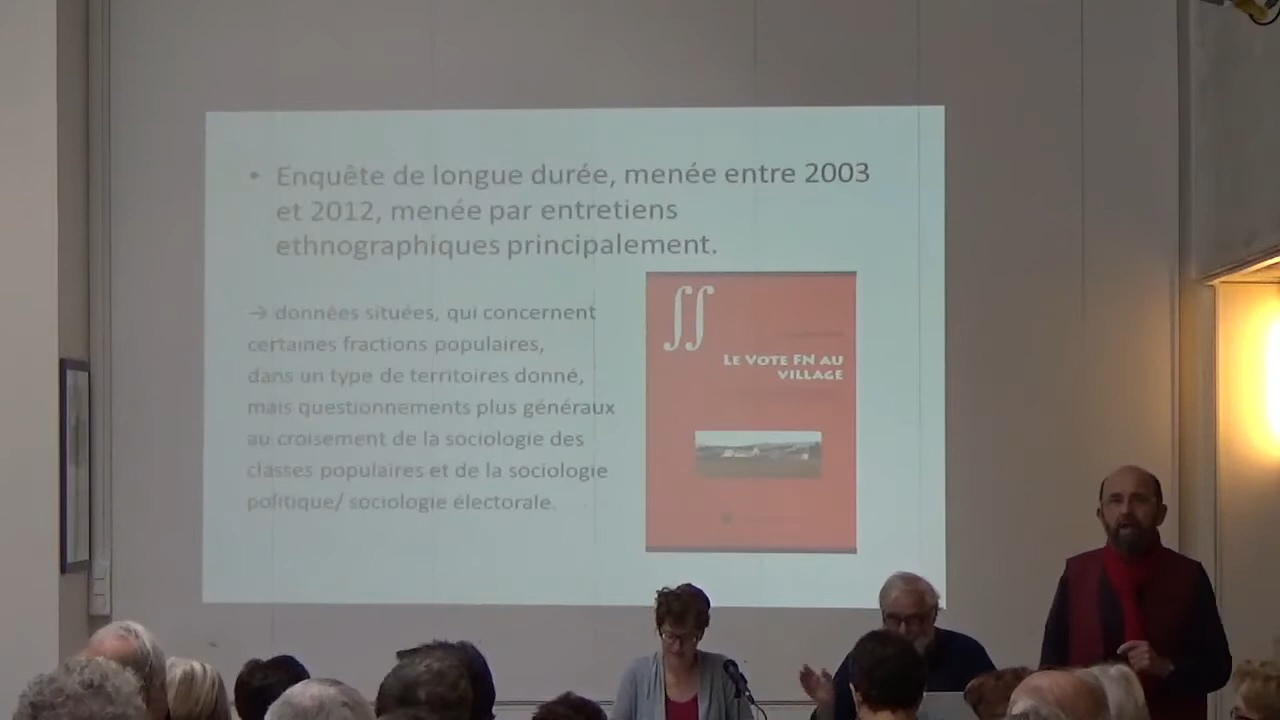 • Enquête de longue durée, menée entre 2003
et 2012, menée par entretiens
ethnographiques principalement.
→ données situées, qui concernent
certaines fractions populaires,
dans un type de territoires donné,
mais questionnements plus généraux
au croisement de la sociologie des
classes populaires et de la sociologie
politique/ sociologie électorale.
∫∫
LE VOTE FN AU
VILLAGE